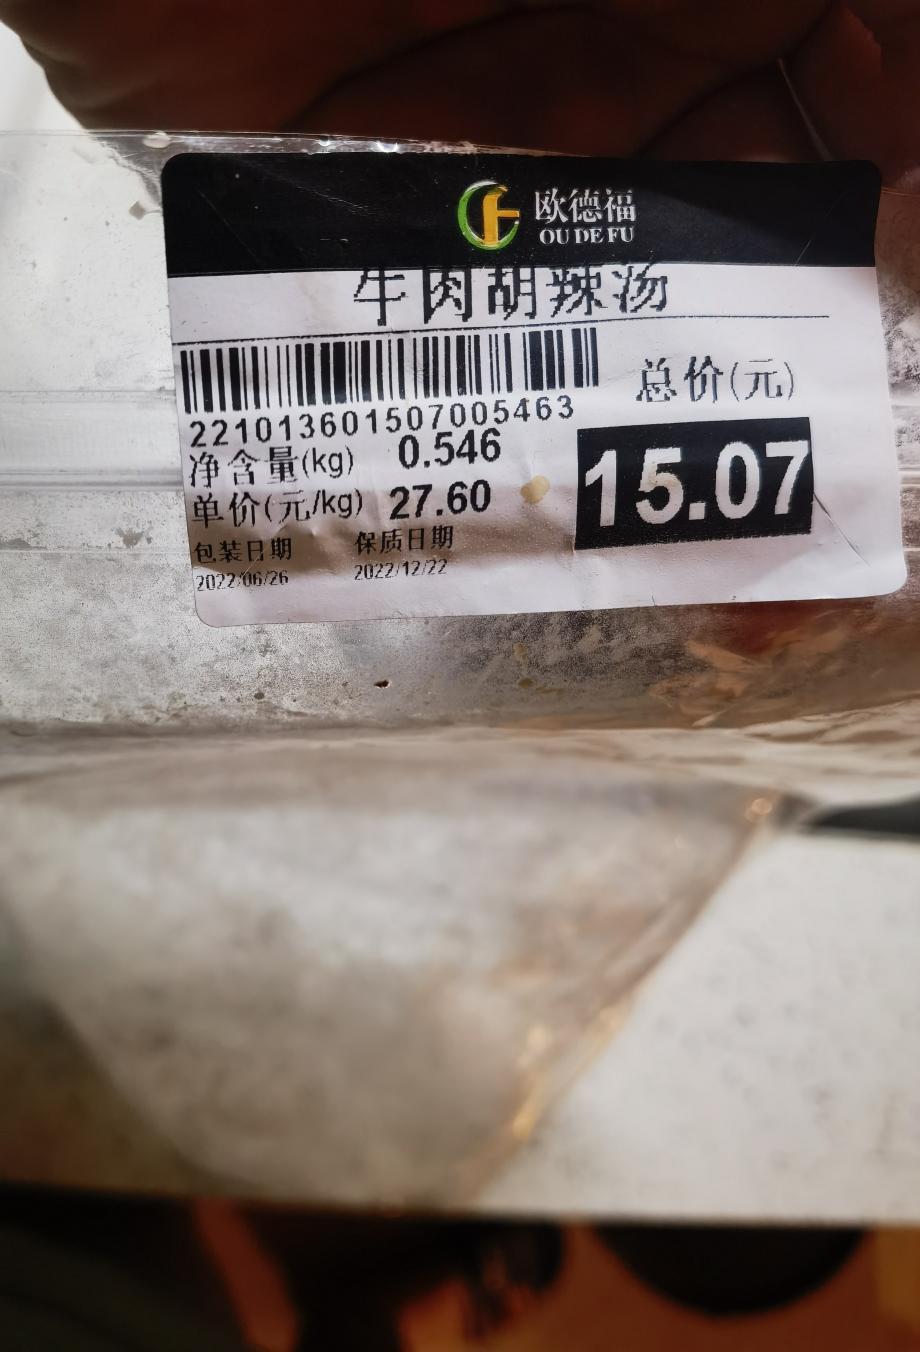 欧德福
OU DE FU
牛肉胡辣汤
221013601507005463
总价(元)
净含量(kg) 0.546
单价(元/kg) 27.60
15.07
包装日期 保质日期
2022/06/26 2022/12/22